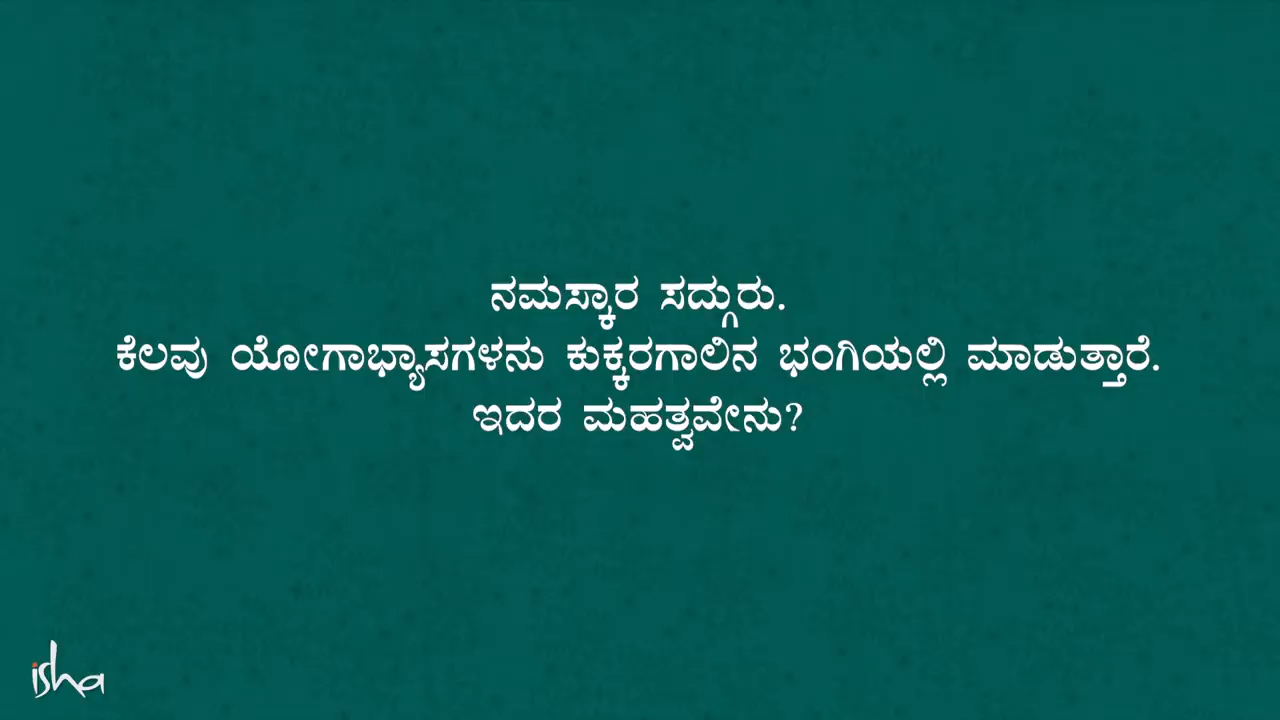 ನಮಸ್ಕಾರ ಸದ್ಗುರು.
ಕೆಲವು ಯೋಗಾಭ್ಯಾಸಗಳನು ಕುಕ್ಕರಗಾಲಿನ ಭಂಗಿಯಲ್ಲಿ ಮಾಡುತ್ತಾರೆ.
ಇದರ ಮಹತ್ವವೇನು?
isha